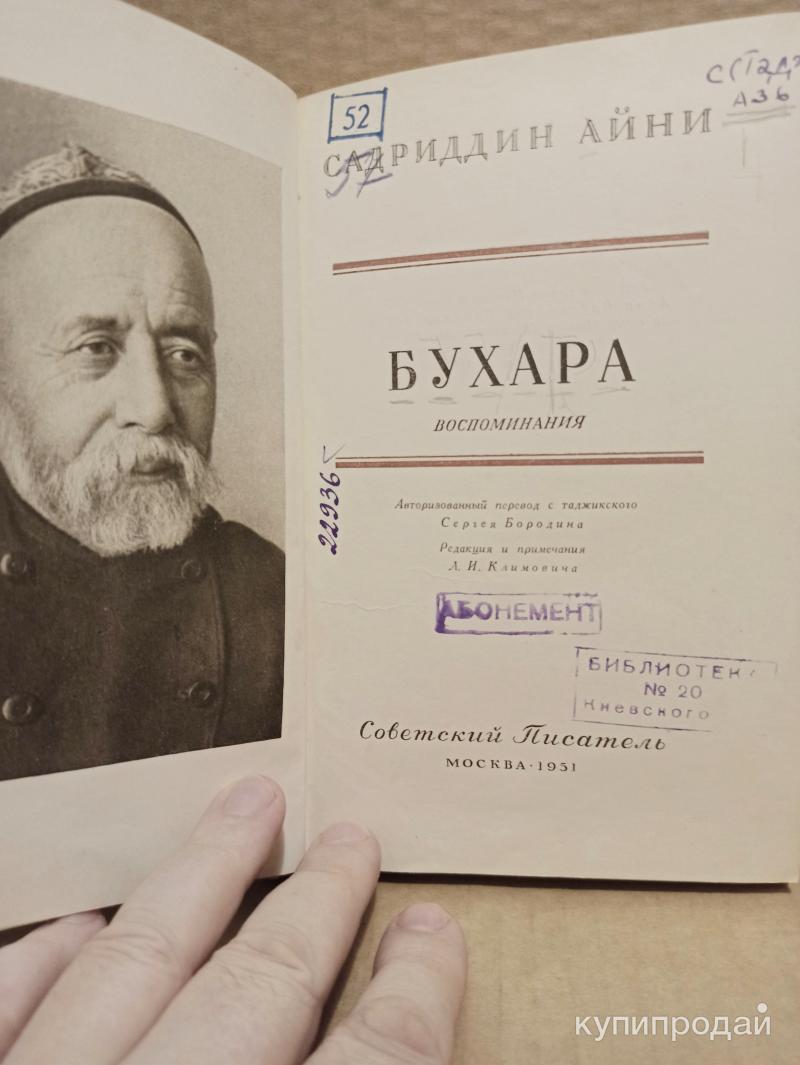 52
57
С(Тадж
А36
САДРИДДИН АЙНИ
БУХАРА
ВОСПОМИНАНИЯ
22936
Авторизованный перевод с таджикского
Сергея Бородина
Редакция и примечания
Л. И. Климовича
АБОНЕМЕНТ
БИБЛИОТЕК
№ 20
Киевского
Советский Писатель
МОСКВА · 1951
купипродай